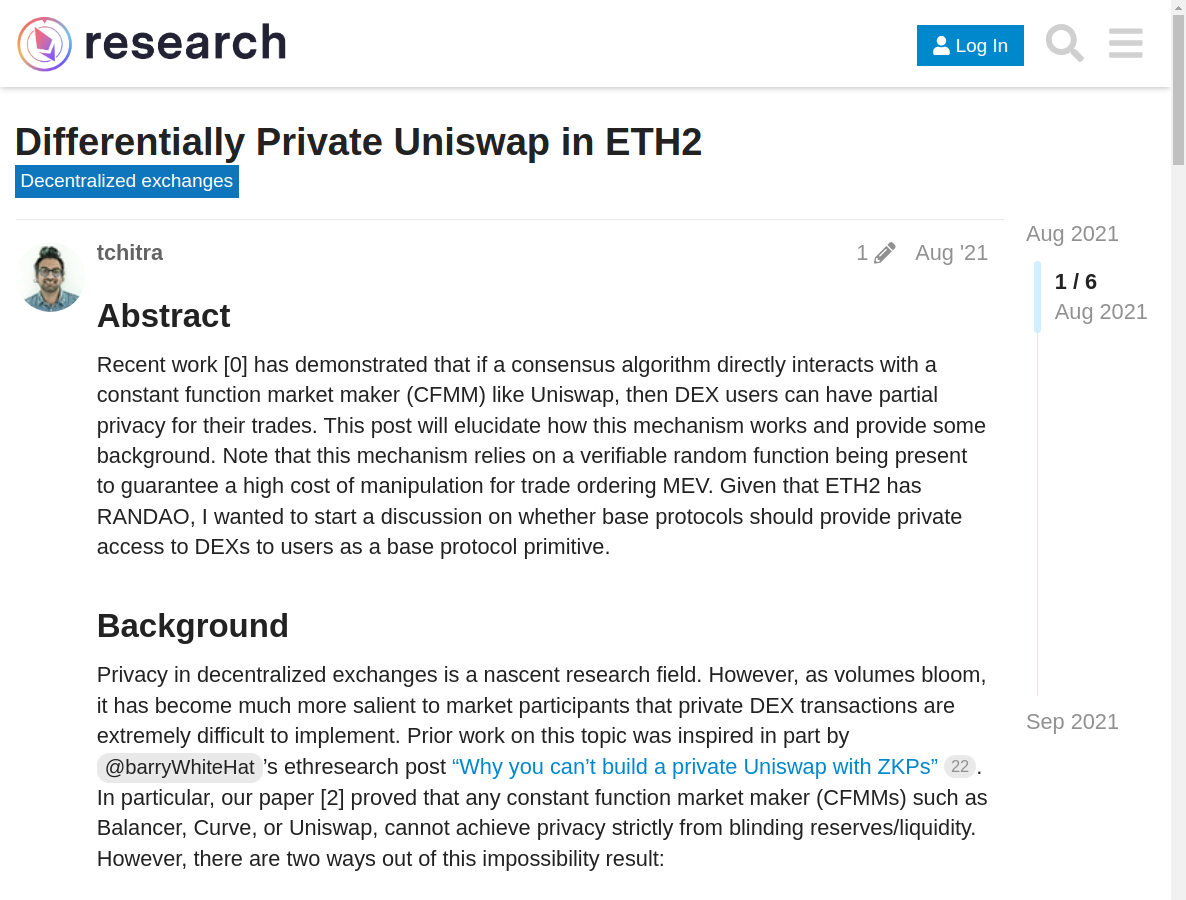 research
Log In
Differentially Private Uniswap in ETH2
Decentralized exchanges
tchitra
1
Aug '21
Aug 2021
1 / 6
Aug 2021
Sep 2021
Abstract
Recent work [0] has demonstrated that if a consensus algorithm directly interacts with a
constant function market maker (CFMM) like Uniswap, then DEX users can have partial
privacy for their trades. This post will elucidate how this mechanism works and provide some
background. Note that this mechanism relies on a verifiable random function being present
to guarantee a high cost of manipulation for trade ordering MEV. Given that ETH2 has
RANDAO, I wanted to start a discussion on whether base protocols should provide private
access to DEXs to users as a base protocol primitive.
Background
Privacy in decentralized exchanges is a nascent research field. However, as volumes bloom,
it has become much more salient to market participants that private DEX transactions are
extremely difficult to implement. Prior work on this topic was inspired in part by
@barryWhiteHat’s ethresearch post “Why you can’t build a private Uniswap with ZKPs” 22.
In particular, our paper [2] proved that any constant function market maker (CFMMs) such as
Balancer, Curve, or Uniswap, cannot achieve privacy strictly from blinding reserves/liquidity.
However, there are two ways out of this impossibility result: